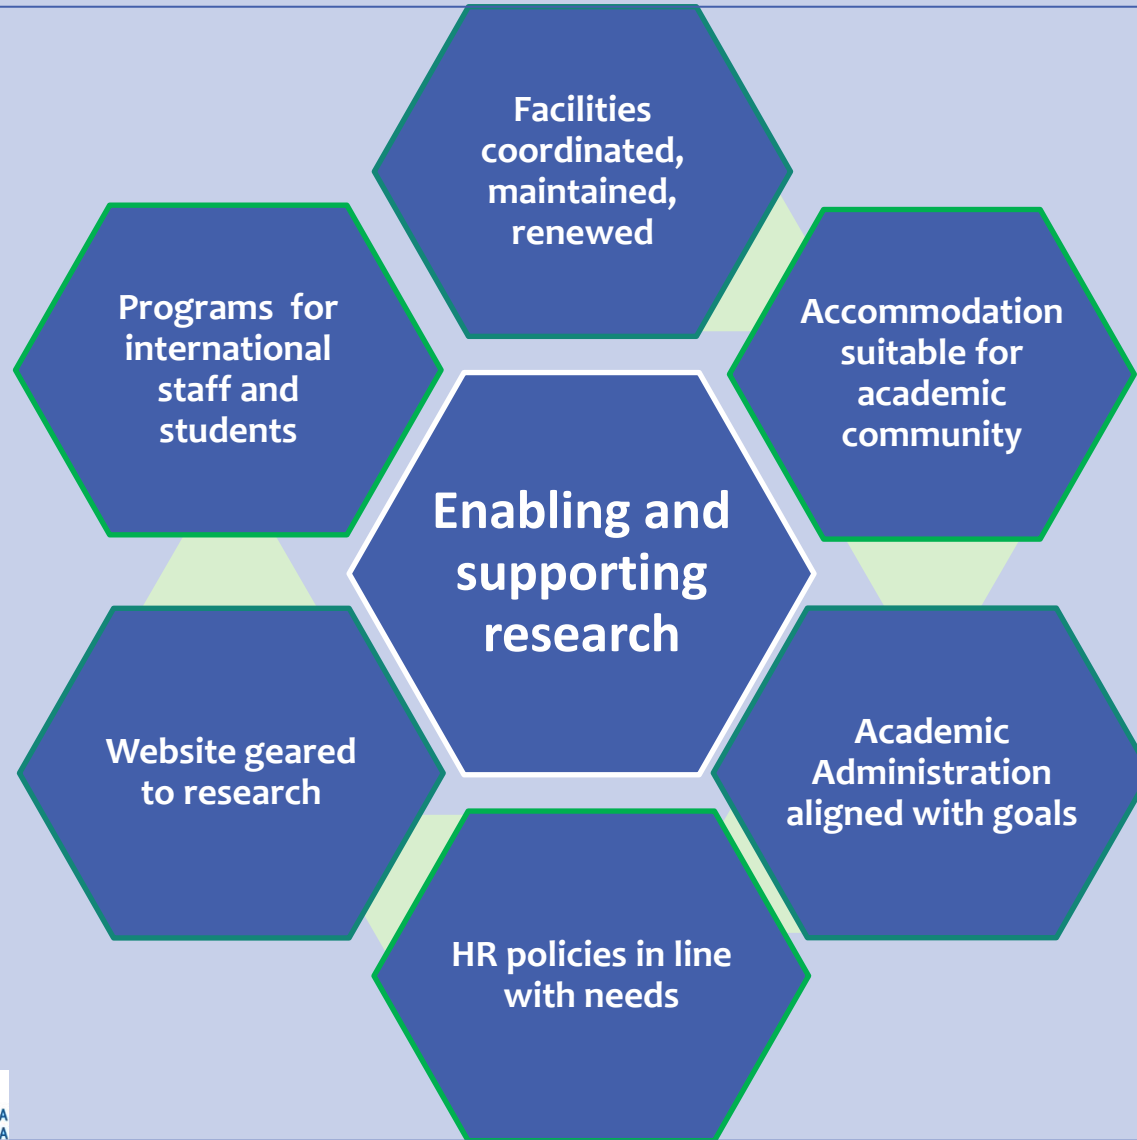 Facilities
coordinated,
maintained,
renewed
Programs for
international
staff and
students
Accommodation
suitable for
academic
community
Enabling and
supporting
research
Website geared
to research
Academic
Administration
aligned with goals
HR policies in line
with needs
A
A